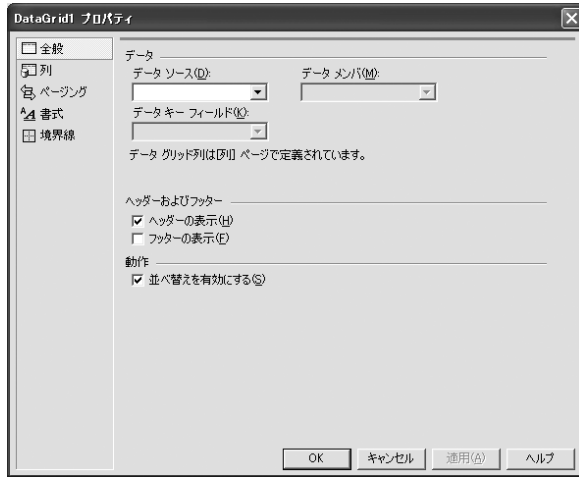 DataGrid1 プロパティ
全般
列
ページング
書式
境界線
データ
データ ソース(D):
データ メンバ(M):
データ キー フィールド(K):
データ グリッド列は [列] ページで定義されています。
ヘッダーおよびフッター
ヘッダーの表示(H)
フッターの表示(F)
動作
並べ替えを有効にする(S)
OK
キャンセル
適用(A)
ヘルプ